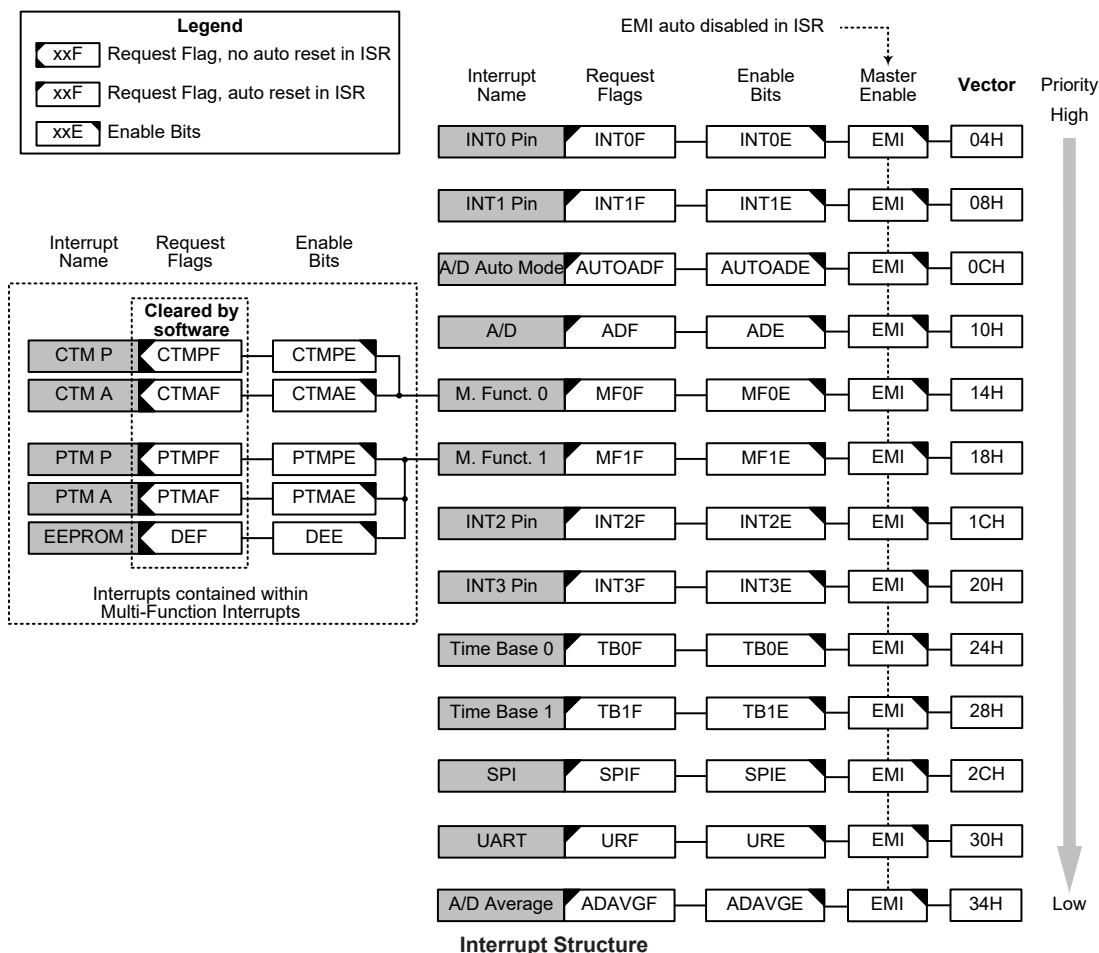 Legend
xxF Request Flag, no auto reset in ISR
xxF Request Flag, auto reset in ISR
xxE Enable Bits
EMI auto disabled in ISR
Interrupt Name
Request Flags
Enable Bits
Master Enable
Vector
Priority
High
INT0 Pin INT0F INT0E EMI 04H
INT1 Pin INT1F INT1E EMI 08H
A/D Auto Mode AUTOADF AUTOADE EMI 0CH
A/D ADF ADE EMI 10H
M. Funct. 0 MF0F MF0E EMI 14H
M. Funct. 1 MF1F MF1E EMI 18H
INT2 Pin INT2F INT2E EMI 1CH
INT3 Pin INT3F INT3E EMI 20H
Time Base 0 TB0F TB0E EMI 24H
Time Base 1 TB1F TB1E EMI 28H
SPI SPIF SPIE EMI 2CH
UART URF URE EMI 30H
A/D Average ADAVGF ADAVGE EMI 34H
Low
Interrupt Name
Request Flags
Enable Bits
Cleared by
software
CTM P CTMPF CTMPE
CTM A CTMAF CTMAE
PTM P PTMPF PTMPE
PTM A PTMAF PTMAE
EEPROM DEF DEE
Interrupts contained within
Multi-Function Interrupts
Interrupt Structure